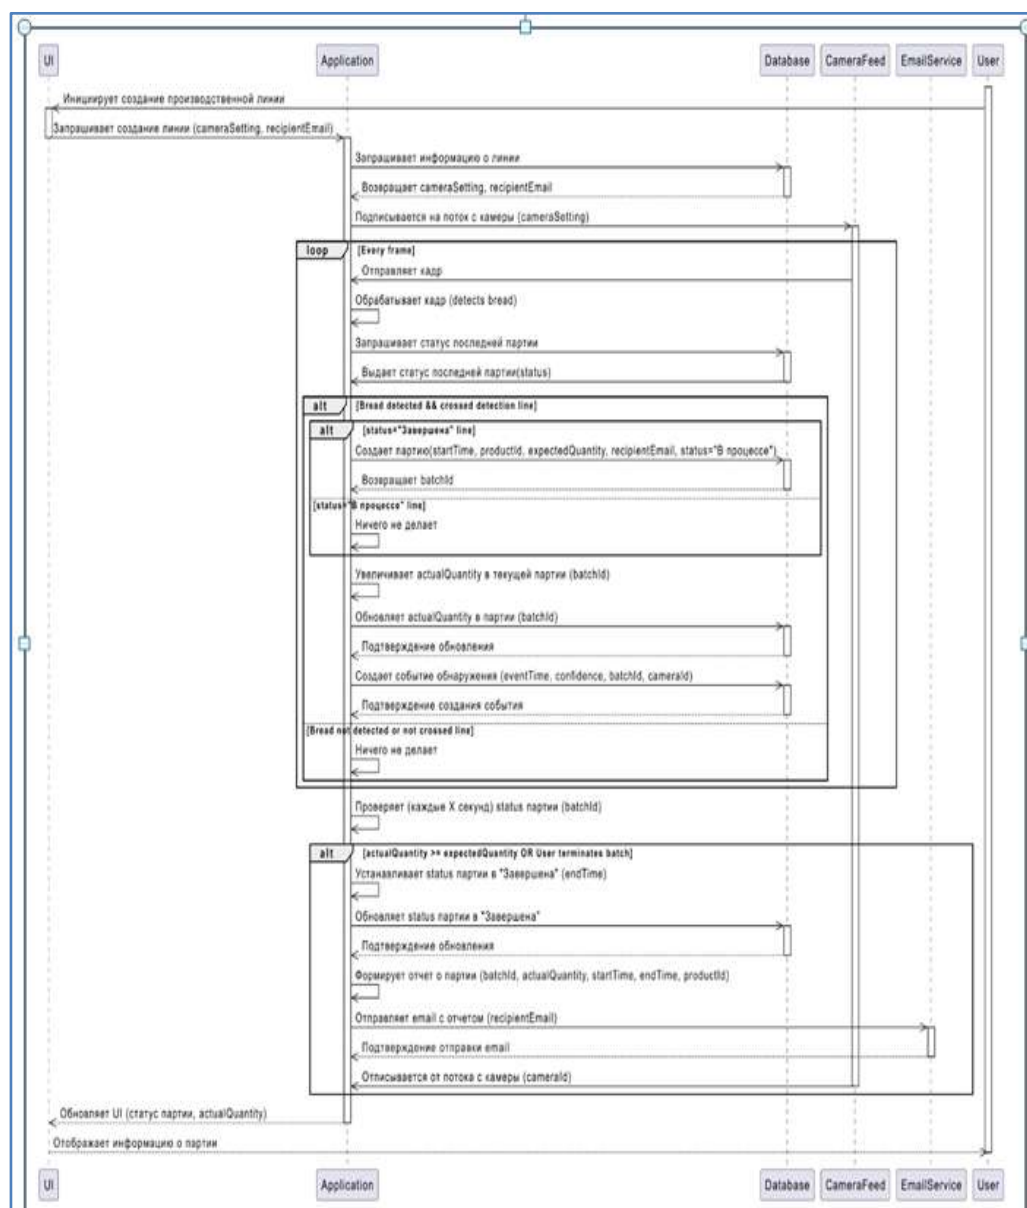 UI Application Database CameraFeed EmailService User
Инициирует создание производственной линии
Запрашивает создание линии (cameraSetting, recipientEmail)
Запрашивает информацию о линии
Возвращает cameraSetting, recipientEmail
Подписывается на поток с камеры (cameraSetting)
loop [Every frame]
Отправляет кадр
Обрабатывает кадр (detects bread)
Запрашивает статус последней партии
Выдает статус последней партии(status)
alt [Bread detected && crossed detection line]
alt [status="Завершена" line]
Создает партию(startTime, productId, expectedQuantity, recipientEmail, status="В процессе")
Возвращает batchId
[status="В процессе" line]
Ничего не делает
Увеличивает actualQuantity в текущей партии (batchId)
Обновляет actualQuantity в партии (batchId)
Подтверждение обновления
Создает событие обнаружения (eventTime, confidence, batchId, cameraId)
Подтверждение создания события
[Bread not detected or not crossed line]
Ничего не делает
Проверяет (каждые X секунд) status партии (batchId)
alt [actualQuantity >= expectedQuantity OR User terminates batch]
Устанавливает status партии в "Завершена" (endTime)
Обновляет status партии в "Завершена"
Подтверждение обновления
Формирует отчет о партии (batchId, actualQuantity, startTime, endTime, productId)
Отправляет email с отчетом (recipientEmail)
Подтверждение отправки email
Отписывается от потока с камеры (cameraId)
Обновляет UI (статус партии, actualQuantity)
Отображает информацию о партии
UI Application Database CameraFeed EmailService User